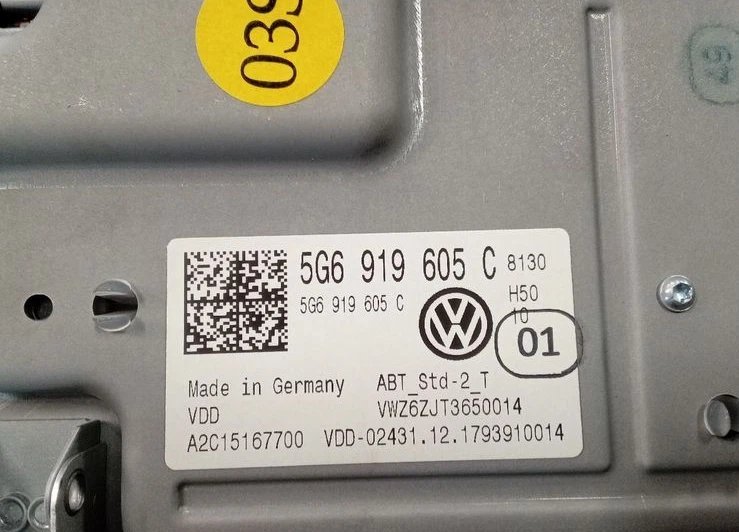 039
67
5G6 919 605 C 8130
5G6 919 605 C H50
10
01
Made in Germany ABT_Std-2_T
VDD VWZ6ZJT3650014
A2C15167700 VDD-02431.12.1793910014